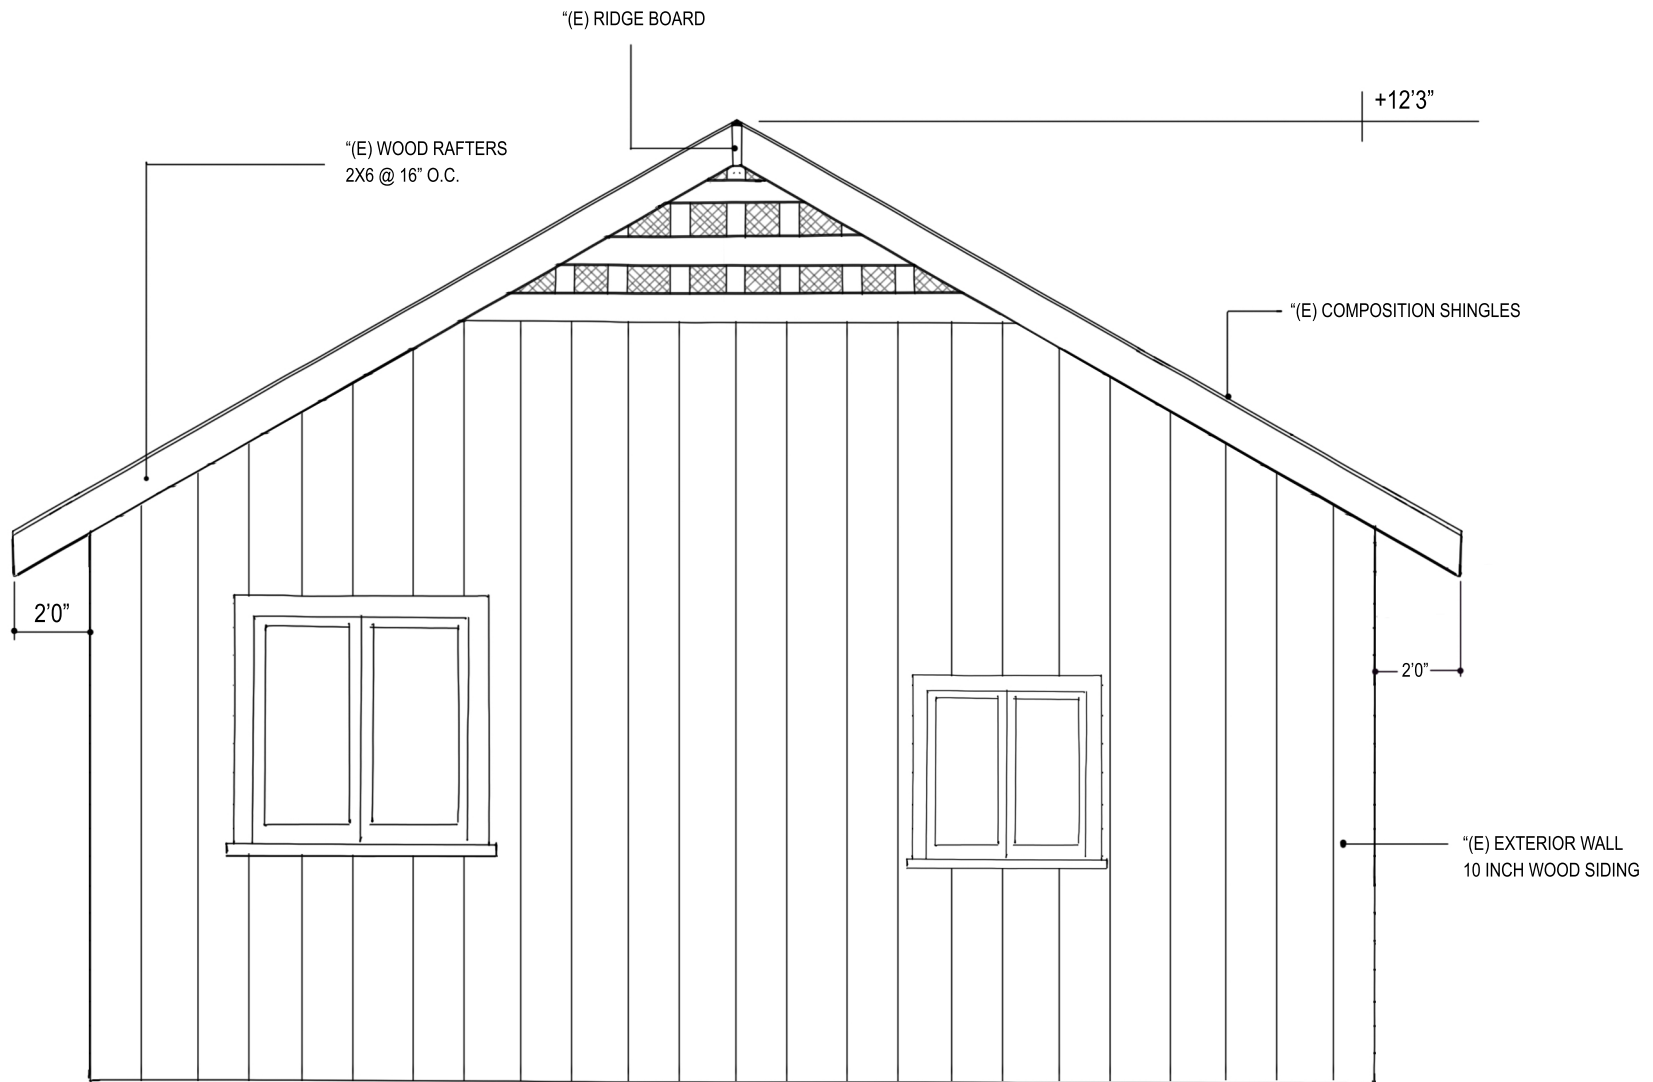 “(E) RIDGE BOARD
+12’3”
“(E) WOOD RAFTERS
2X6 @ 16” O.C.
“(E) COMPOSITION SHINGLES
2’0”
2’0”
“(E) EXTERIOR WALL
10 INCH WOOD SIDING